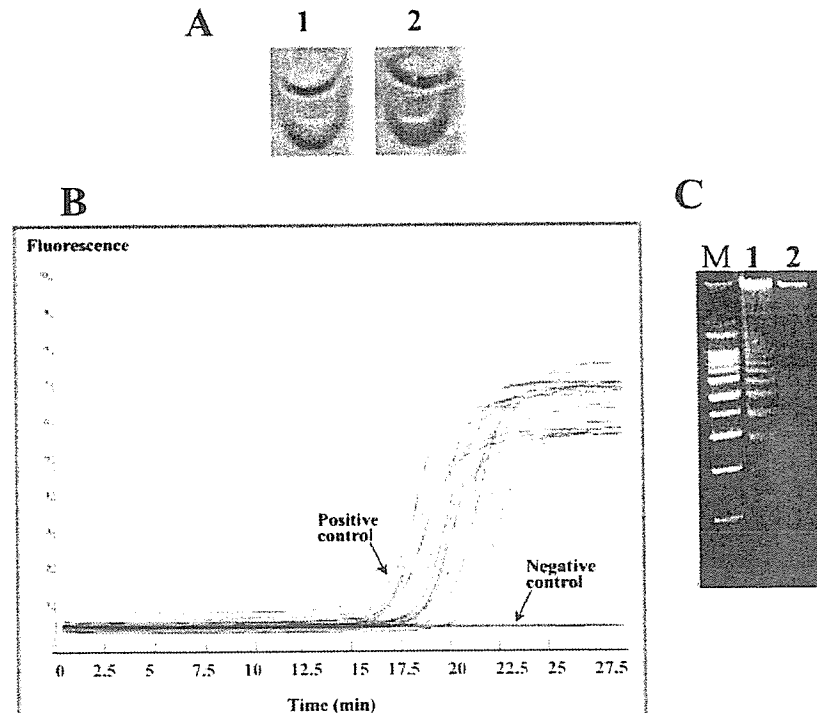 A 1 2
B
Fluorescence
Positive
control
Negative
control
0 2.5 5 7.5 10 12.5 15 17.5 20 22.5 25 27.5
Time (min)
C
M 1 2